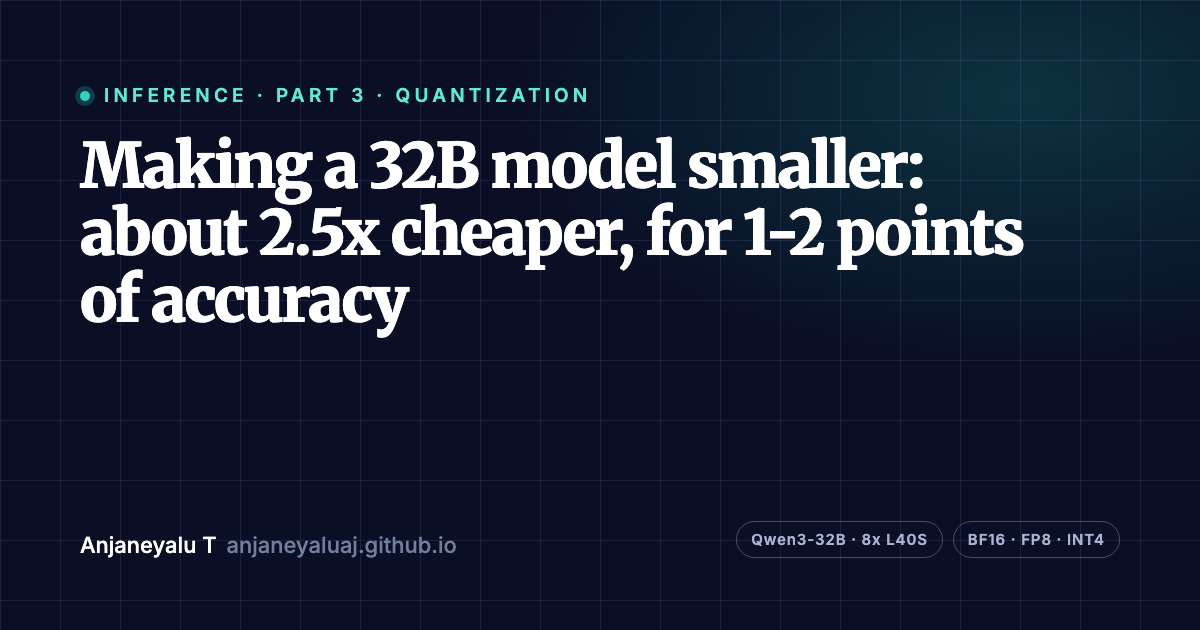 INFERENCE · PART 3 · QUANTIZATION
Making a 32B model smaller:
about 2.5x cheaper, for 1-2 points
of accuracy
Anjaneyalu T anjaneyaluaj.github.io
Qwen3-32B · 8x L40S
BF16 · FP8 · INT4